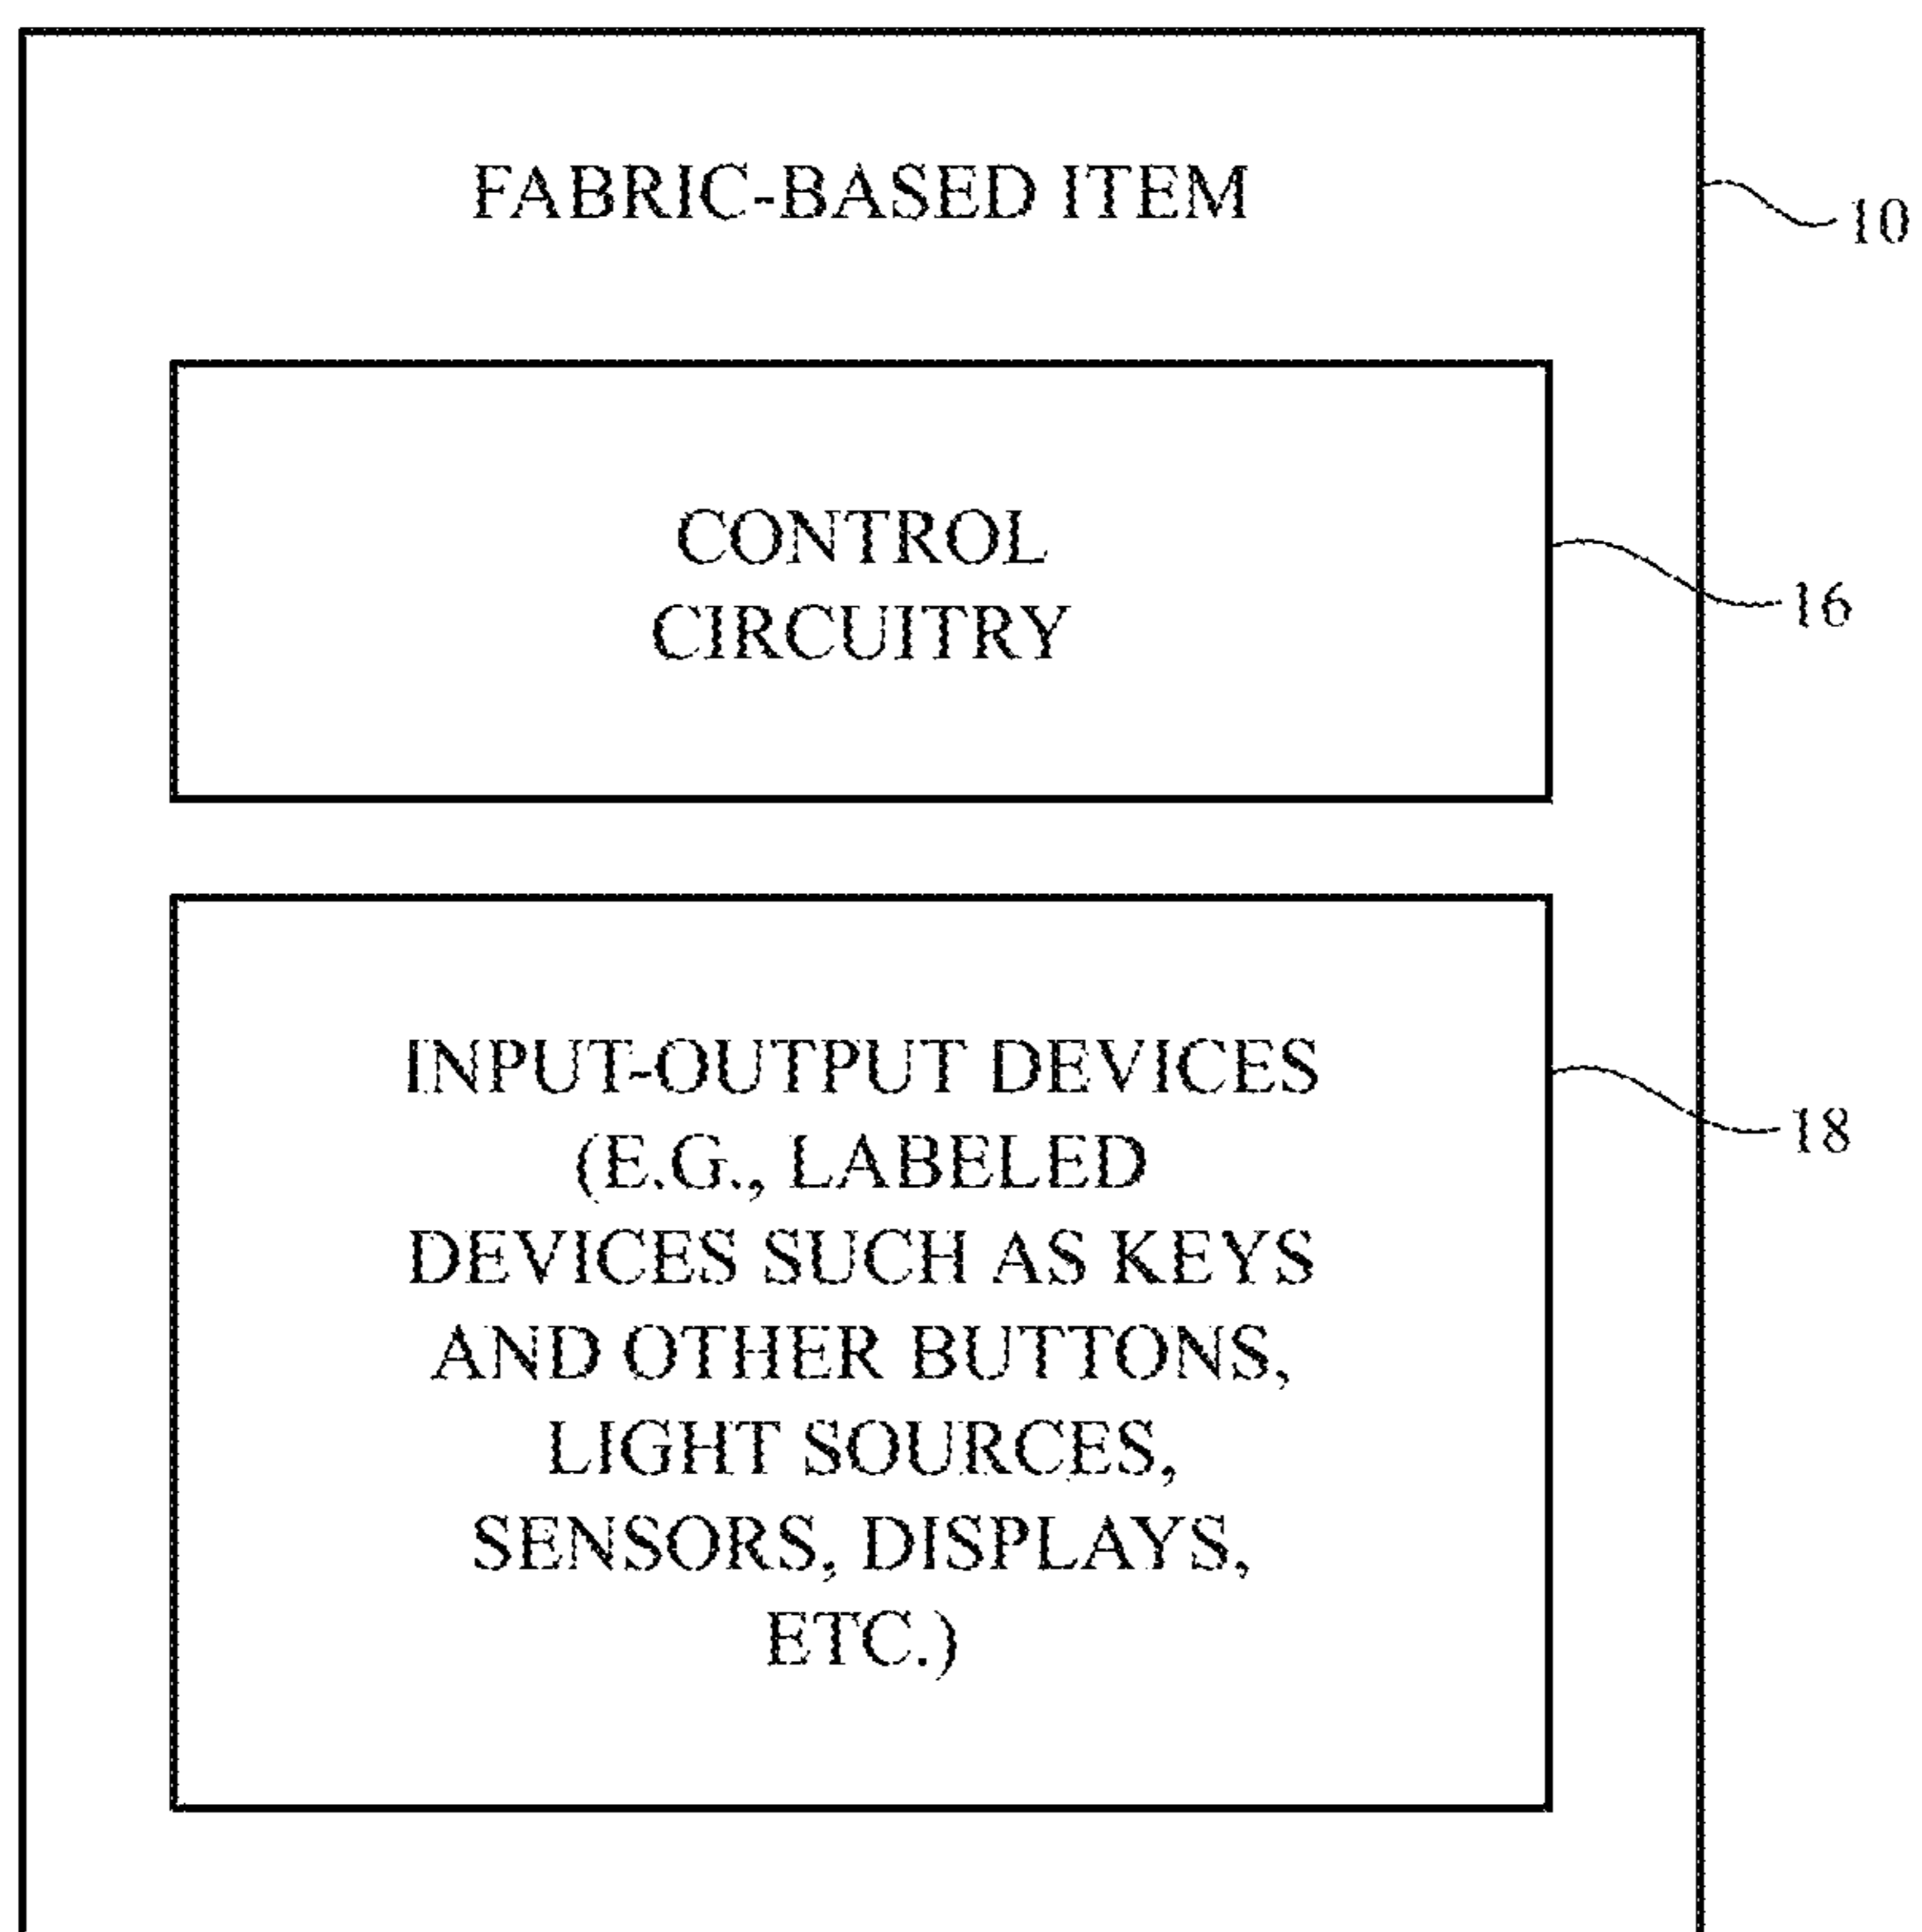 FABRIC-BASED ITEM
10
CONTROL
CIRCUITRY
16
INPUT-OUTPUT DEVICES
(E.G., LABELED
DEVICES SUCH AS KEYS
AND OTHER BUTTONS,
LIGHT SOURCES,
SENSORS, DISPLAYS,
ETC.)
18